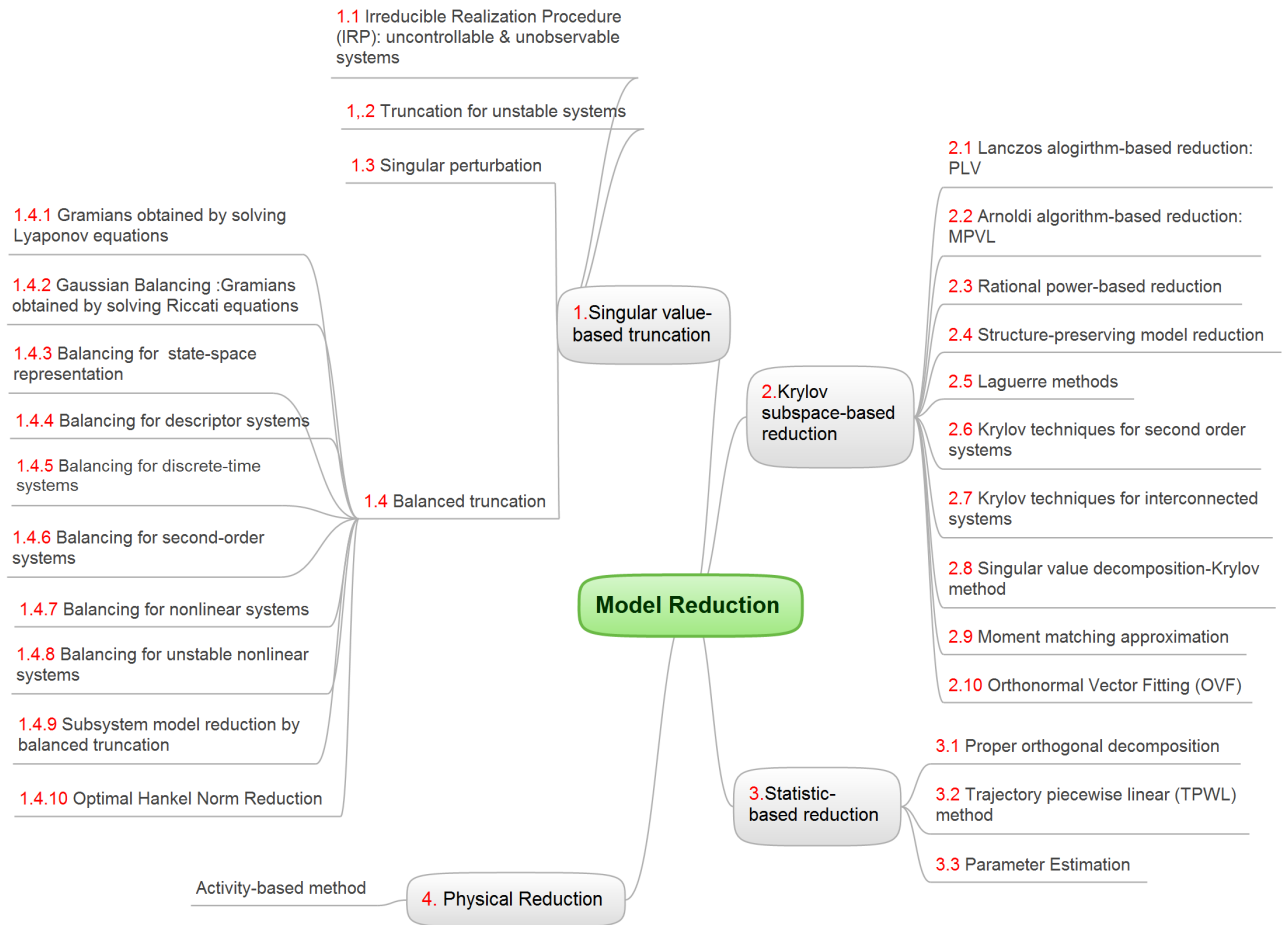 Model Reduction
1.Singular value-
based truncation
1.1 Irreducible Realization Procedure
(IRP): uncontrollable & unobservable
systems
1,.2 Truncation for unstable systems
1.3 Singular perturbation
1.4 Balanced truncation
1.4.1 Gramians obtained by solving
Lyaponov equations
1.4.2 Gaussian Balancing :Gramians
obtained by solving Riccati equations
1.4.3 Balancing for state-space
representation
1.4.4 Balancing for descriptor systems
1.4.5 Balancing for discrete-time
systems
1.4.6 Balancing for second-order
systems
1.4.7 Balancing for nonlinear systems
1.4.8 Balancing for unstable nonlinear
systems
1.4.9 Subsystem model reduction by
balanced truncation
1.4.10 Optimal Hankel Norm Reduction
2.Krylov
subspace-based
reduction
2.1 Lanczos alogirthm-based reduction:
PLV
2.2 Arnoldi algorithm-based reduction:
MPVL
2.3 Rational power-based reduction
2.4 Structure-preserving model reduction
2.5 Laguerre methods
2.6 Krylov techniques for second order
systems
2.7 Krylov techniques for interconnected
systems
2.8 Singular value decomposition-Krylov
method
2.9 Moment matching approximation
2.10 Orthonormal Vector Fitting (OVF)
3.Statistic-
based reduction
3.1 Proper orthogonal decomposition
3.2 Trajectory piecewise linear (TPWL)
method
3.3 Parameter Estimation
4. Physical Reduction
Activity-based method